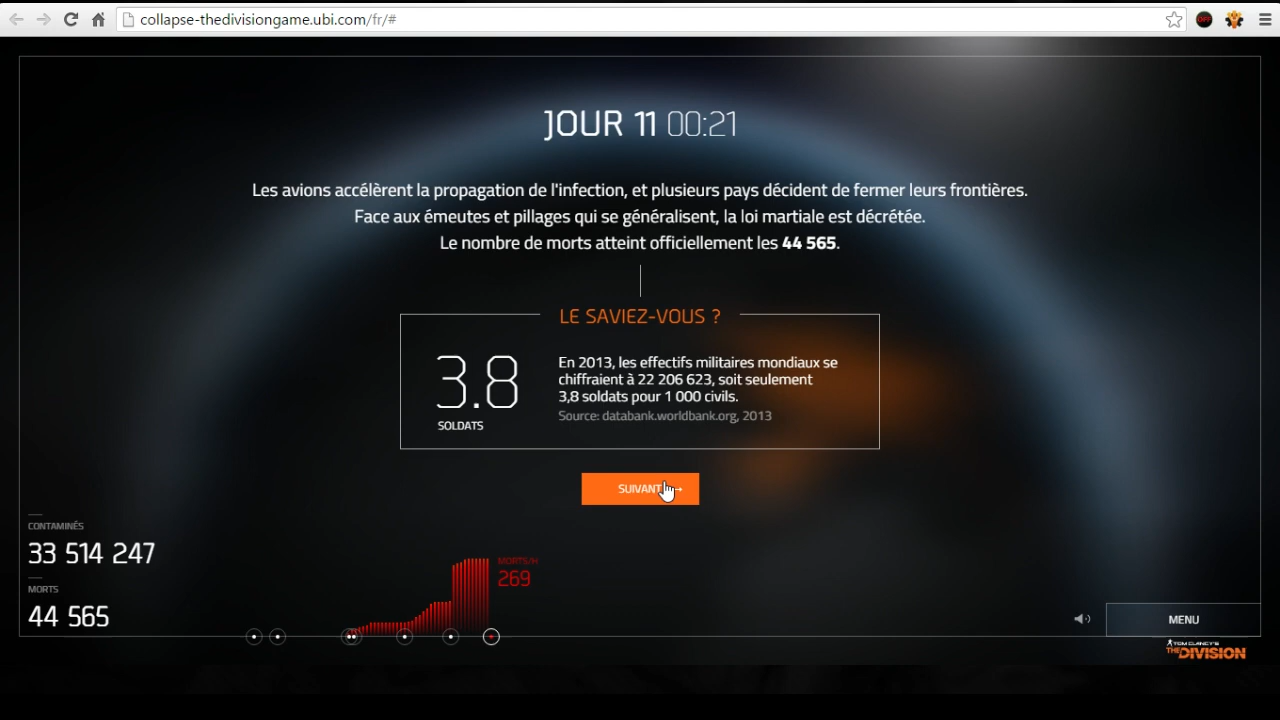 collapse-thedivisiongame.ubi.com/fr/#
JOUR 11 00:21
Les avions accélèrent la propagation de l'infection, et plusieurs pays décident de fermer leurs frontières.
Face aux émeutes et pillages qui se généralisent, la loi martiale est décrétée.
Le nombre de morts atteint officiellement les 44 565.
LE SAVIEZ-VOUS ?
3.8
SOLDATS
En 2013, les effectifs militaires mondiaux se
chiffraient à 22 206 623, soit seulement
3,8 soldats pour 1 000 civils.
Source: databank.worldbank.org, 2013
SUIVANT
CONTAMINÉS
33 514 247
MORTS
44 565
MORTS/H
269
MENU
TOM CLANCY'S
THE DIVISION